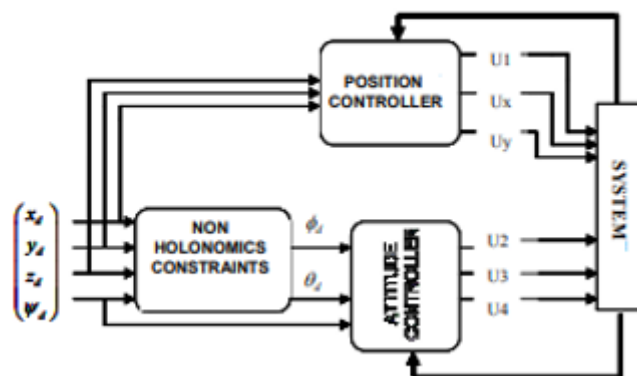 POSITION
CONTROLLER
U1
Ux
Uy
SYSTEM
x_d
y_d
z_d
ψ_d
NON
HOLONOMICS
CONSTRAINTS
ϕ_d
θ_d
ATTITUDE
CONTROLLER
U2
U3
U4